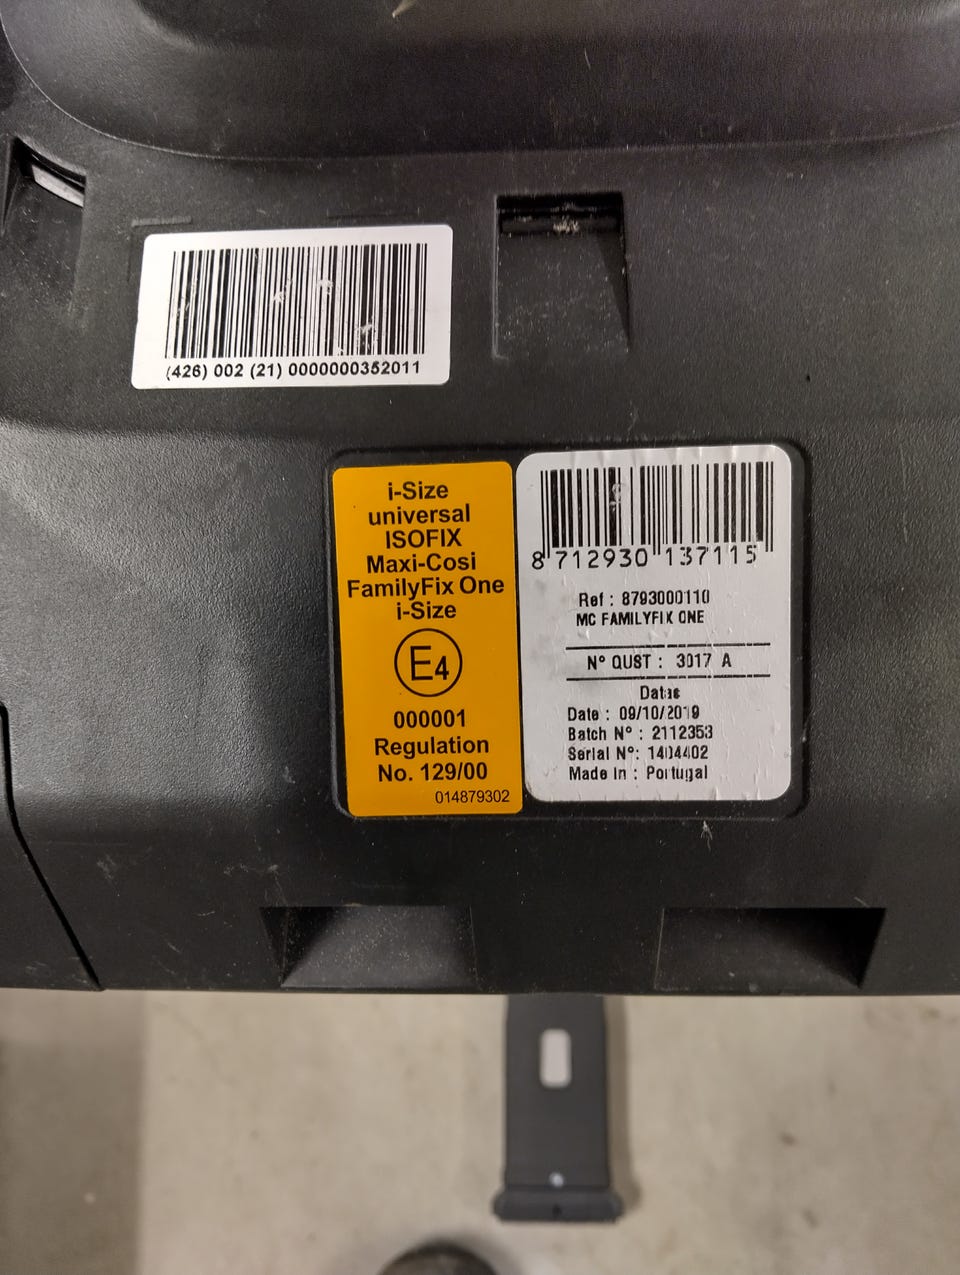 (426) 002 (21) 0000000352011
i-Size
universal
ISOFIX
Maxi-Cosi
FamilyFix One
i-Size
E4
000001
Regulation
No. 129/00
014879302
8 712930 137115
Ref : 8793000110
MC FAMILYFIX ONE
N° QUST : 3017 A
Datas
Date : 09/10/2019
Batch N° : 2112353
Serial N°: 1404402
Made In : Portugal